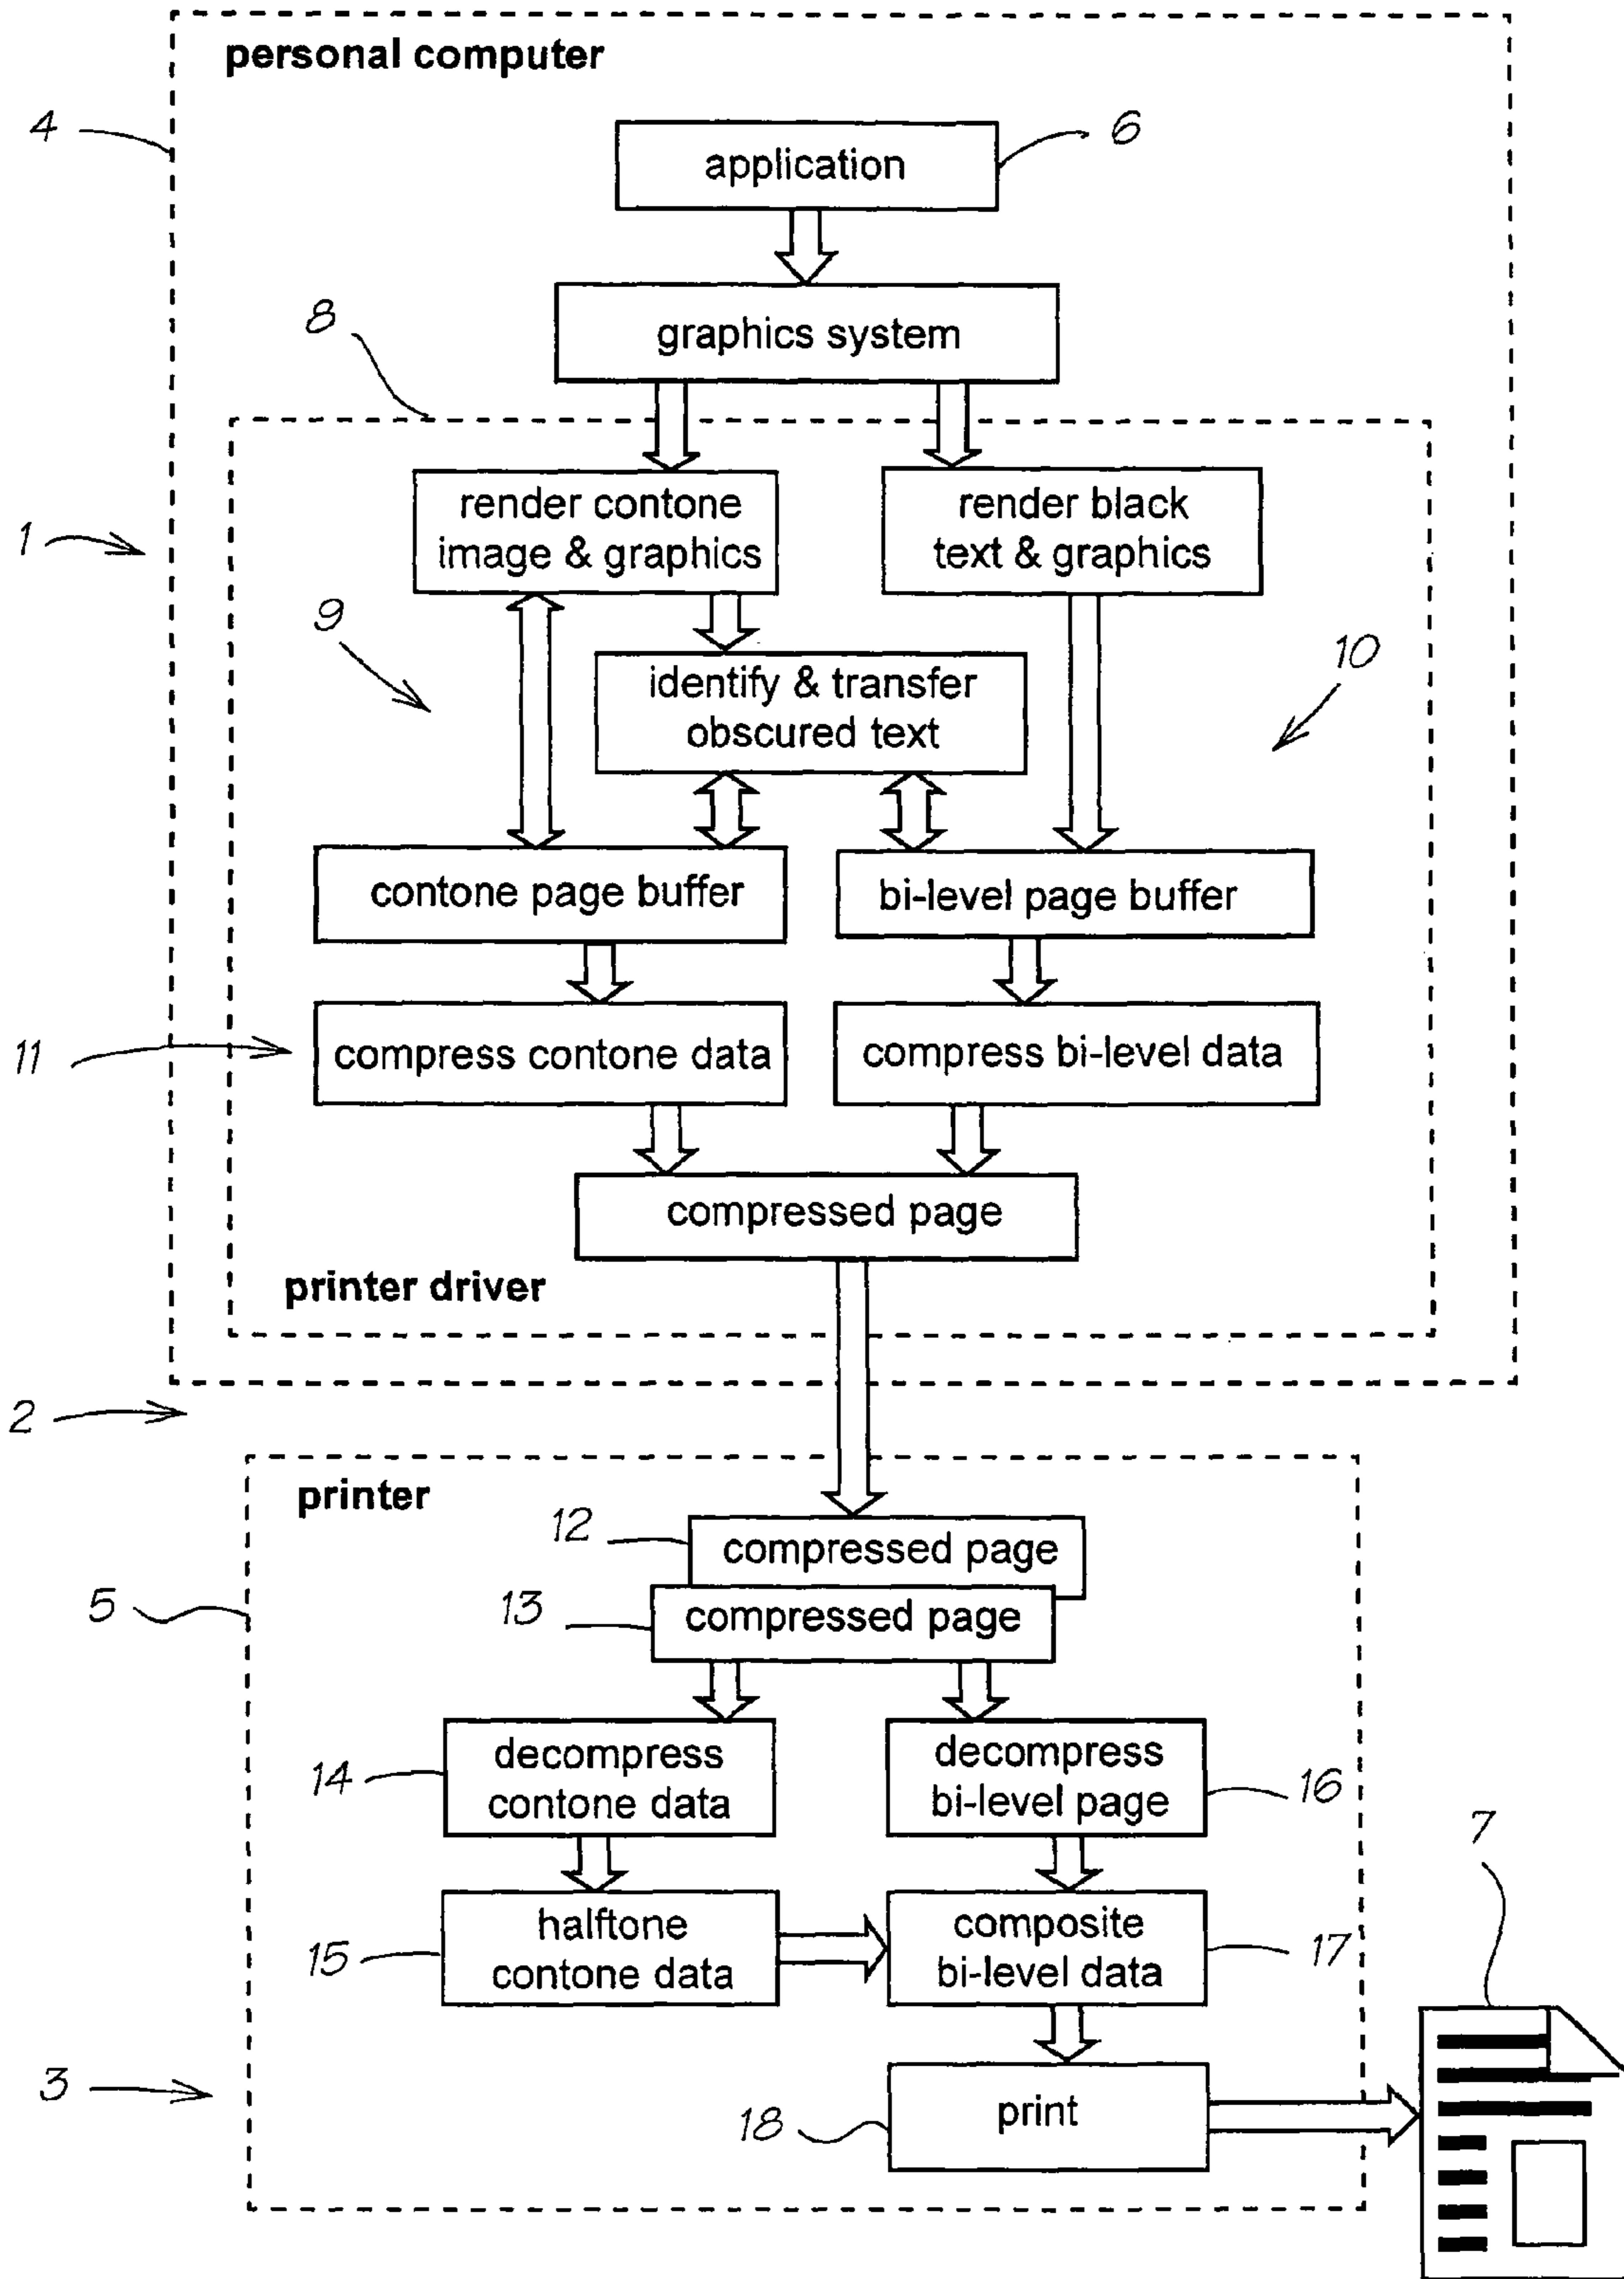 personal computer
4
application
6
graphics system
8
render contone
image & graphics
render black
text & graphics
1
9
identify & transfer
obscured text
10
contone page buffer
bi-level page buffer
11
compress contone data
compress bi-level data
compressed page
printer driver
2
printer
12
compressed page
5
13
compressed page
14
decompress
contone data
decompress
bi-level page
16
7
15
halftone
contone data
composite
bi-level data
17
3
18
print